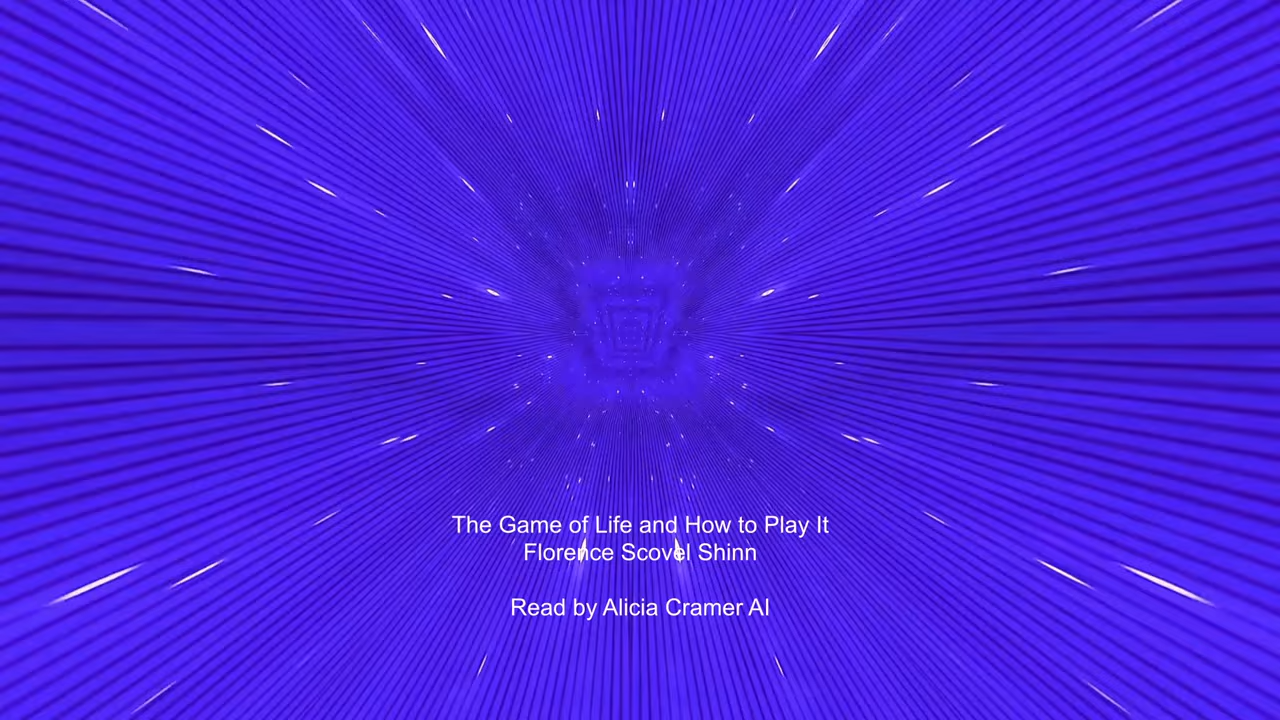 The Game of Life and How to Play It
Florence Scovel Shinn
Read by Alicia Cramer AI